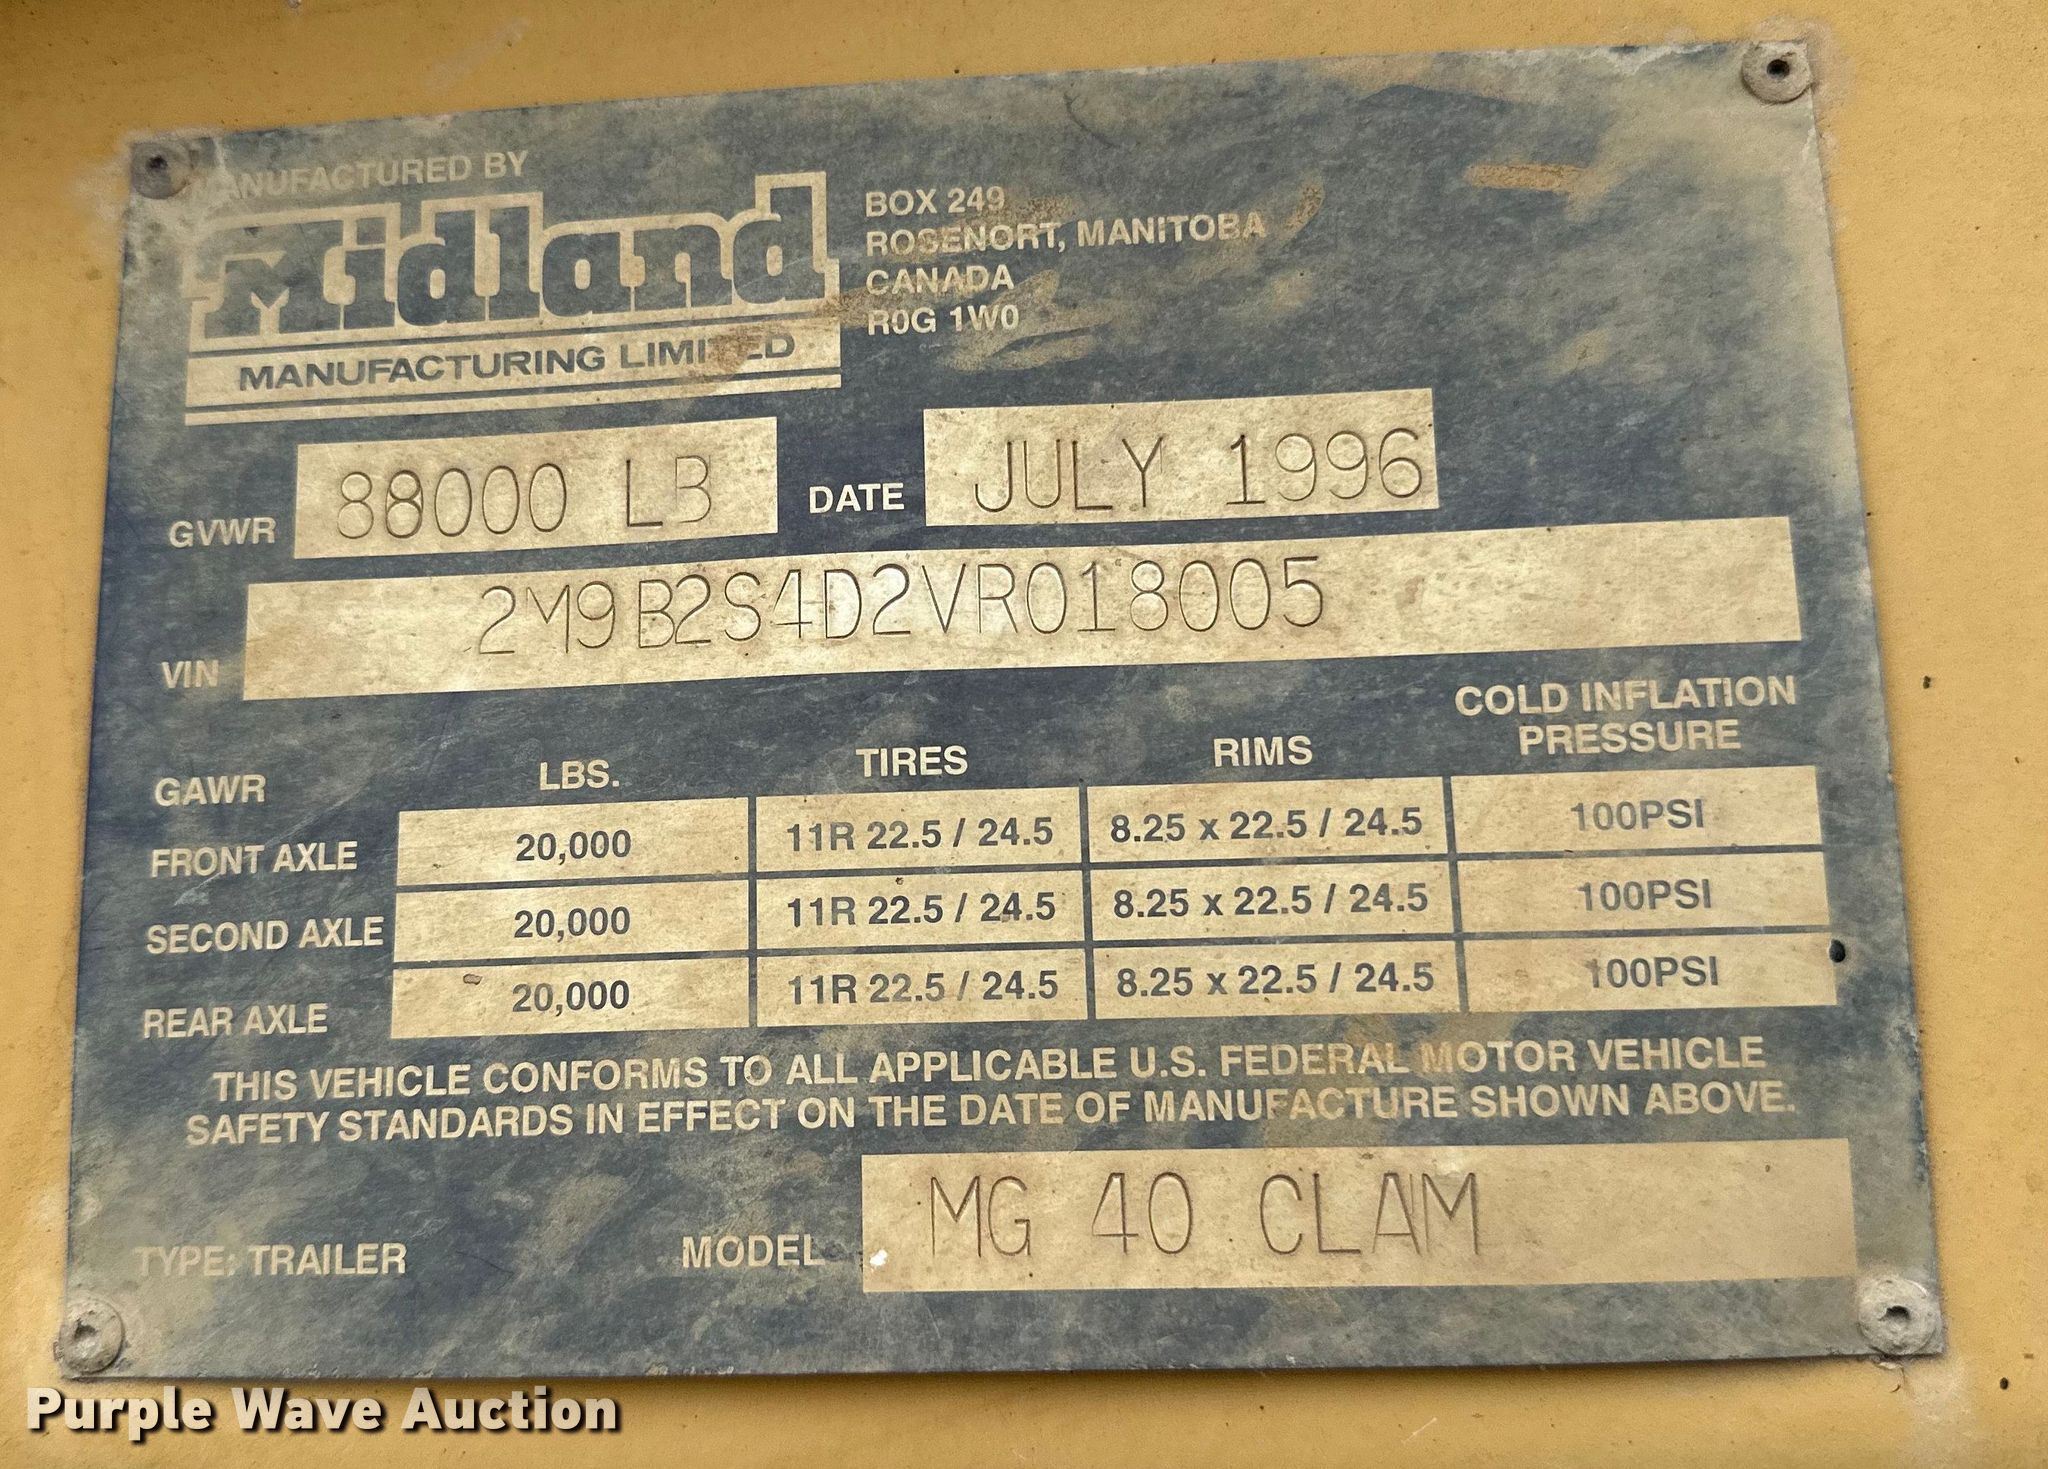 MANUFACTURED BY
Midland
MANUFACTURING LIMITED
BOX 249
ROSENORT, MANITOBA
CANADA
R0G 1W0
GVWR 88000 LB DATE JULY 1996
VIN 2M9B2S4D2VR018005
GAWR LBS. TIRES RIMS COLD INFLATION
PRESSURE
FRONT AXLE 20,000 11R 22.5 / 24.5 8.25 x 22.5 / 24.5 100PSI
SECOND AXLE 20,000 11R 22.5 / 24.5 8.25 x 22.5 / 24.5 100PSI
REAR AXLE 20,000 11R 22.5 / 24.5 8.25 x 22.5 / 24.5 100PSI
THIS VEHICLE CONFORMS TO ALL APPLICABLE U.S. FEDERAL MOTOR VEHICLE
SAFETY STANDARDS IN EFFECT ON THE DATE OF MANUFACTURE SHOWN ABOVE.
TYPE: TRAILER MODEL MG 40 CLAM
Purple Wave Auction